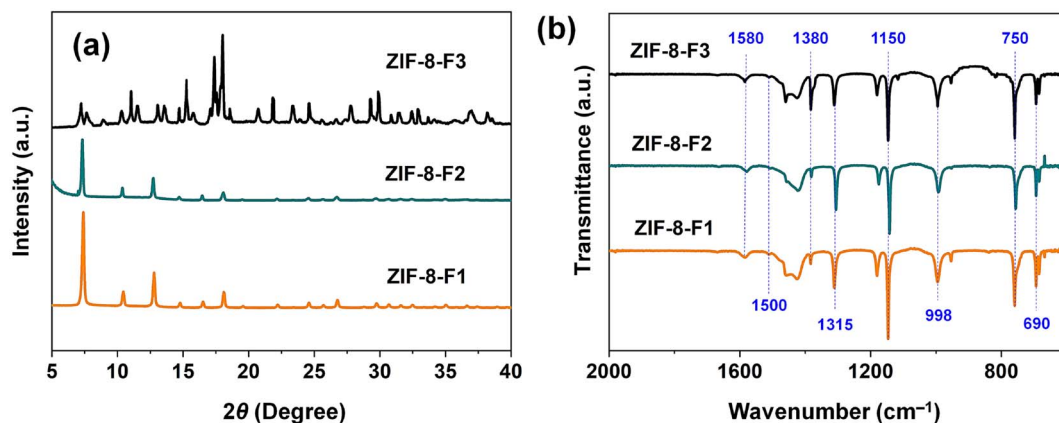 (a)
ZIF-8-F3
ZIF-8-F2
ZIF-8-F1
Intensity (a.u.)
5 10 15 20 25 30 35 40
2θ (Degree)
(b)
1580 1380 1150 750
ZIF-8-F3
ZIF-8-F2
ZIF-8-F1
1500 1315 998 690
Transmittance (a.u.)
2000 1600 1200 800
Wavenumber (cm⁻¹)